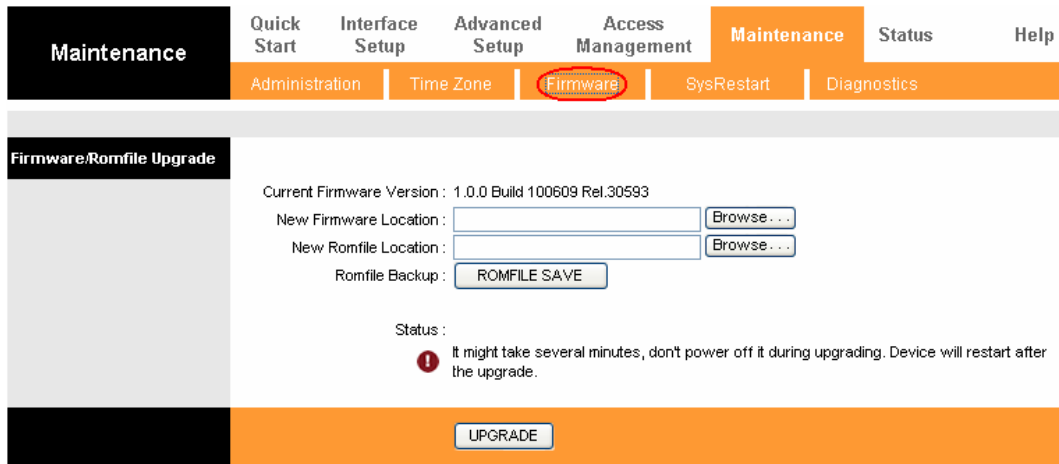 Maintenance
Quick Start
Interface Setup
Advanced Setup
Access Management
Maintenance
Status
Help
Administration
Time Zone
Firmware
SysRestart
Diagnostics
Firmware/Romfile Upgrade
Current Firmware Version : 1.0.0 Build 100609 Rel.30593
New Firmware Location :
Browse...
New Romfile Location :
Browse...
Romfile Backup :
ROMFILE SAVE
Status :
It might take several minutes, don't power off it during upgrading. Device will restart after
the upgrade.
UPGRADE